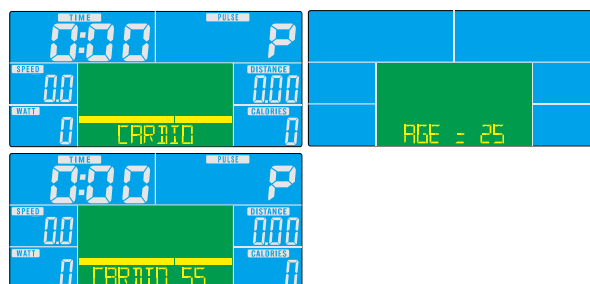 TIME PULSE
0:00 P
SPEED DISTANCE
0.0 0.00
WATT CALORIES
0 CARDIO 0
AGE = 25
TIME PULSE
0:00 P
SPEED DISTANCE
0.0 0.00
WATT CALORIES
0 CARDIO 55 0